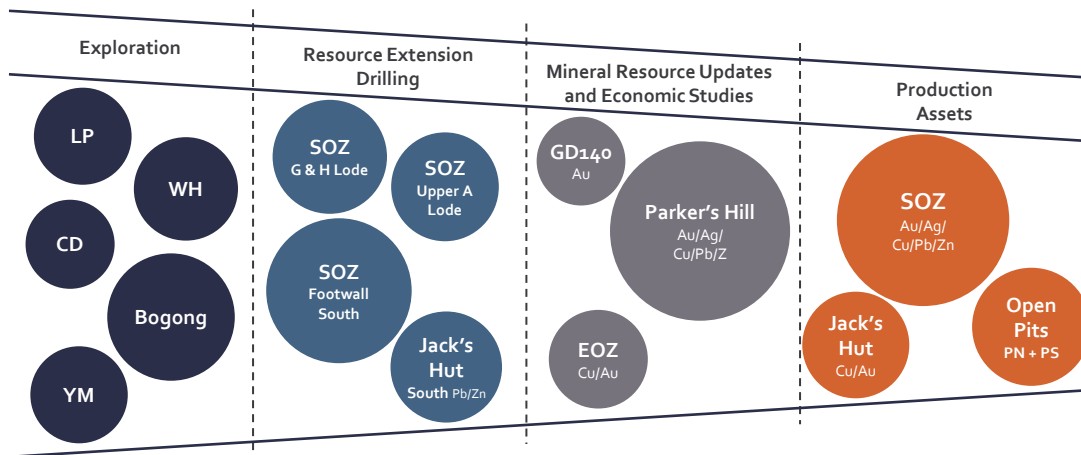 Exploration
Resource Extension
Drilling
Mineral Resource Updates
and Economic Studies
Production
Assets
LP
WH
CD
Bogong
YM
SOZ
G & H Lode
SOZ
Upper A
Lode
SOZ
Footwall
South
Jack's
Hut
South Pb/Zn
GD140
Au
Parker's Hill
Au/Ag/
Cu/Pb/Z
EOZ
Cu/Au
SOZ
Au/Ag/
Cu/Pb/Zn
Jack's
Hut
Cu/Au
Open
Pits
PN + PS